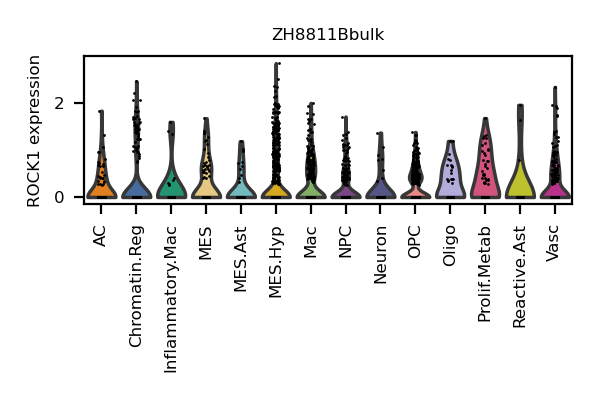 ZH8811Bbulk
ROCK1 expression
2
0
AC
Chromatin.Reg
Inflammatory.Mac
MES
MES.Ast
MES.Hyp
Mac
NPC
Neuron
OPC
Oligo
Prolif.Metab
Reactive.Ast
Vasc